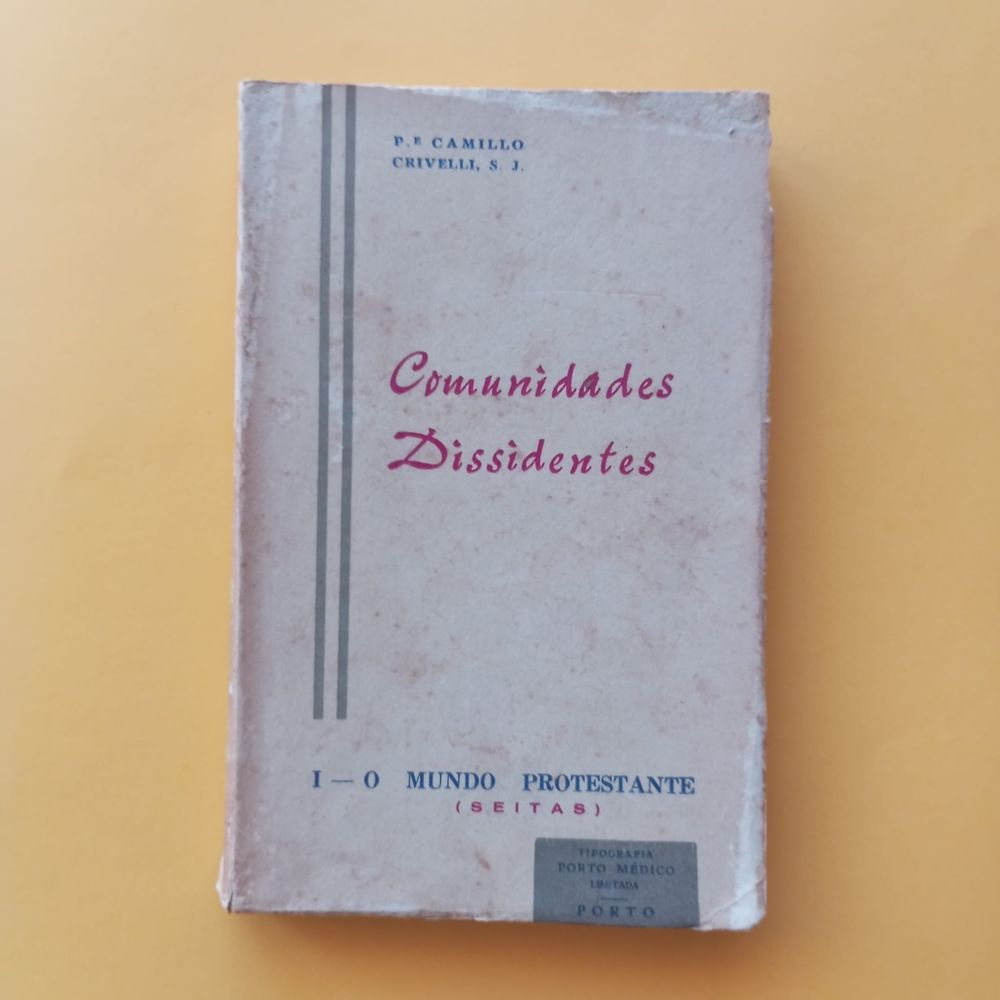 P.E CAMILLO
CRIVELLI, S. J.
Comunidades
Dissidentes
I — O MUNDO PROTESTANTE
(SEITAS)
TIPOGRAFIA
PORTO MÉDICO
LIMITADA
PORTO